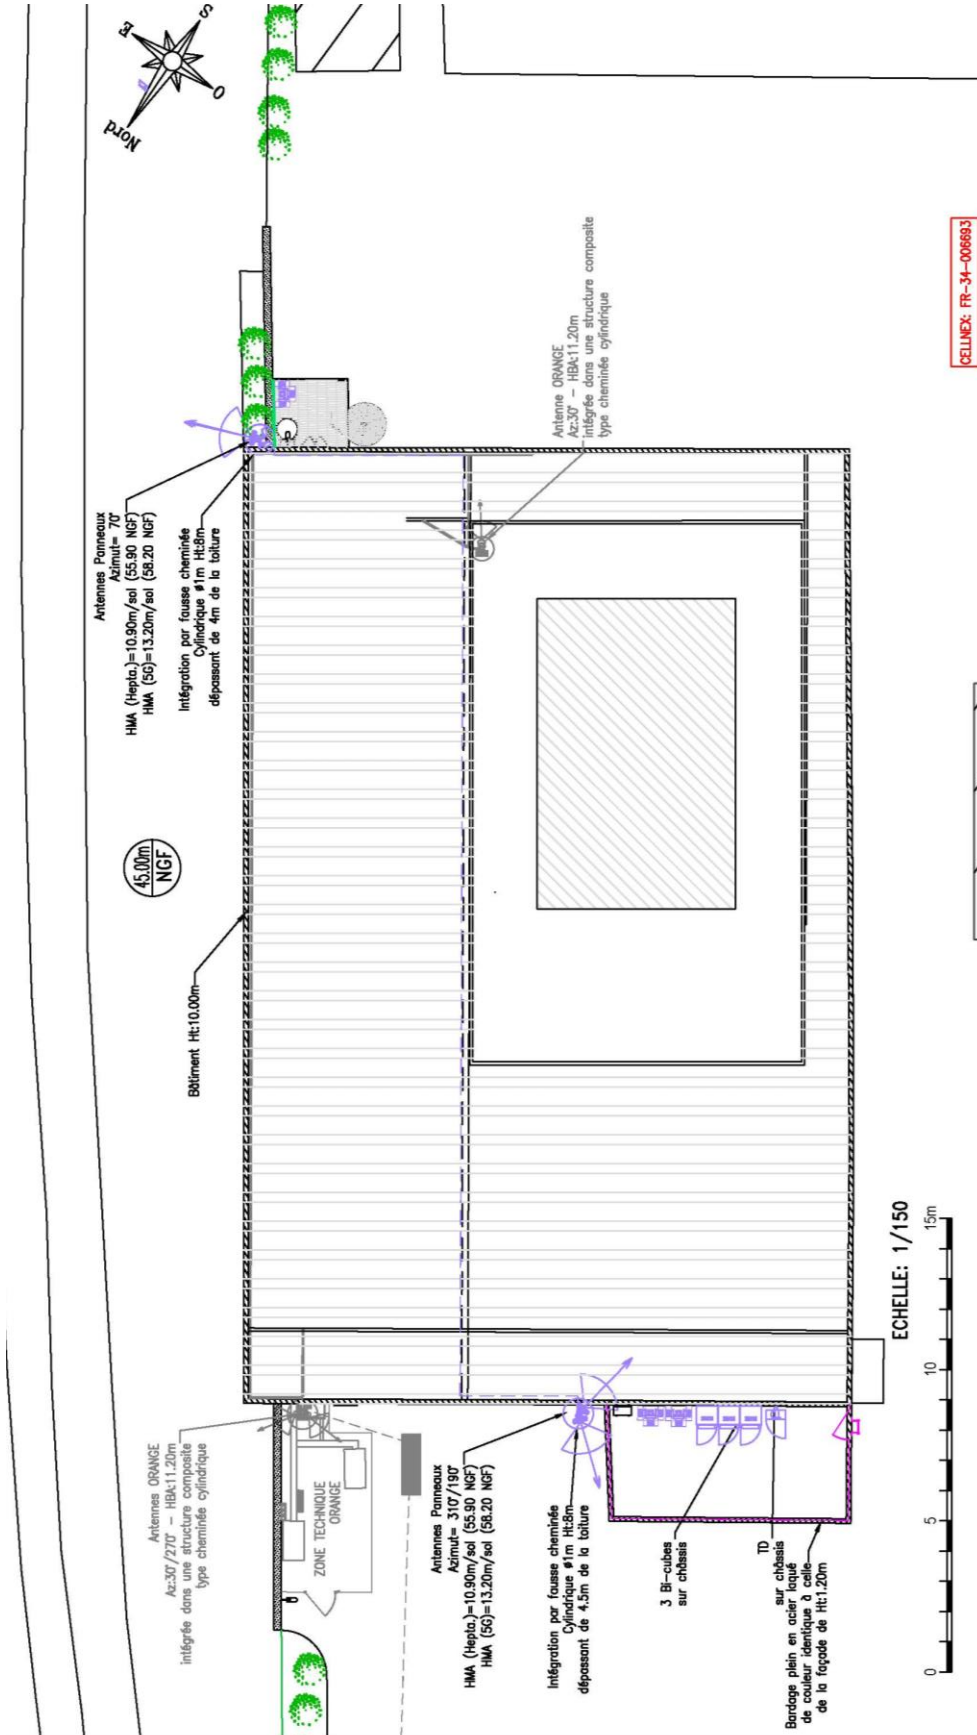 S
E
O
Nord
Antennes Panneaux
Azimut= 70°
HMA (Hepta.)=10.90m/sol (55.90 NGF)
HMA (5G)=13.20m/sol (58.20 NGF)
Intégration par fausse cheminée
Cylindrique ø1m Ht:8m
dépassant de 4m de la toiture
Antenne ORANGE
Az:30° - HBA:11.20m
intégrée dans une structure composite
type cheminée cylindrique
CELLNEX: FR-34-006693
45.00m
NGF
Bâtiment Ht:10.00m
Antennes ORANGE
Az:30°/270° - HBA:11.20m
intégrée dans une structure composite
type cheminée cylindrique
ZONE TECHNIQUE
ORANGE
Antennes Panneaux
Azimut= 310°/190°
HMA (Hepta.)=10.90m/sol (55.90 NGF)
HMA (5G)=13.20m/sol (58.20 NGF)
Intégration par fausse cheminée
Cylindrique ø1m Ht:8m
dépassant de 4.5m de la toiture
3 Bi-cubes
sur châssis
TD
sur châssis
Bardage plein en acier laqué
de couleur identique à celle
de la façade de Ht:1.20m
ECHELLE: 1/150
0 5 10 15m